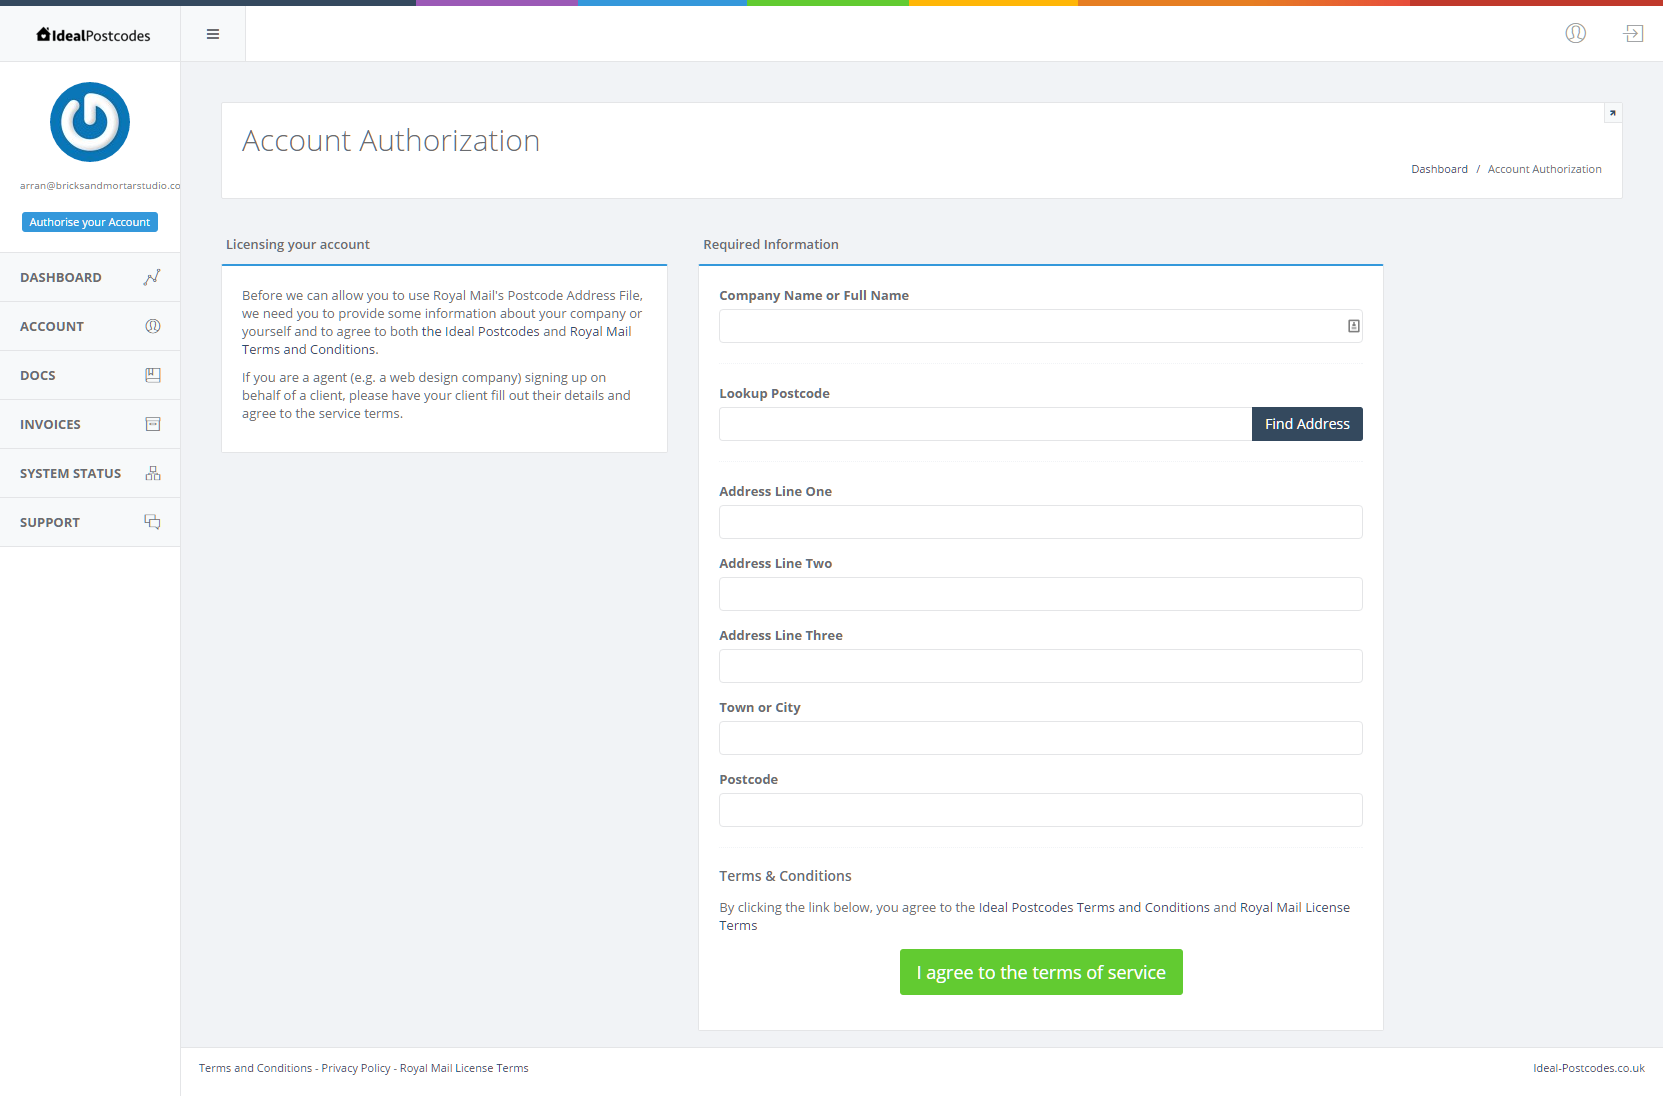 IdealPostcodes
arran@bricksandmortarstudio.co
Authorise your Account
DASHBOARD
ACCOUNT
DOCS
INVOICES
SYSTEM STATUS
SUPPORT
Account Authorization
Dashboard / Account Authorization
Licensing your account
Before we can allow you to use Royal Mail's Postcode Address File,
we need you to provide some information about your company or
yourself and to agree to both the Ideal Postcodes and Royal Mail
Terms and Conditions.
If you are a agent (e.g. a web design company) signing up on
behalf of a client, please have your client fill out their details and
agree to the service terms.
Required Information
Company Name or Full Name
Lookup Postcode
Find Address
Address Line One
Address Line Two
Address Line Three
Town or City
Postcode
Terms & Conditions
By clicking the link below, you agree to the Ideal Postcodes Terms and Conditions and Royal Mail License
Terms
I agree to the terms of service
Terms and Conditions - Privacy Policy - Royal Mail License Terms
Ideal-Postcodes.co.uk